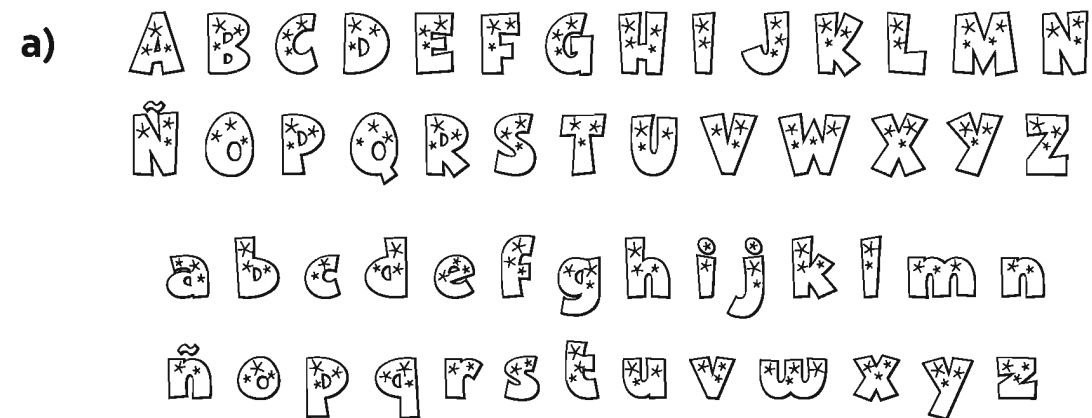 a) A B C D E F G H I J K L M N
Ñ O P Q R S T U V W X Y Z
a b c d e f g h i j k l m n
ñ o p q r s t u v w x y z